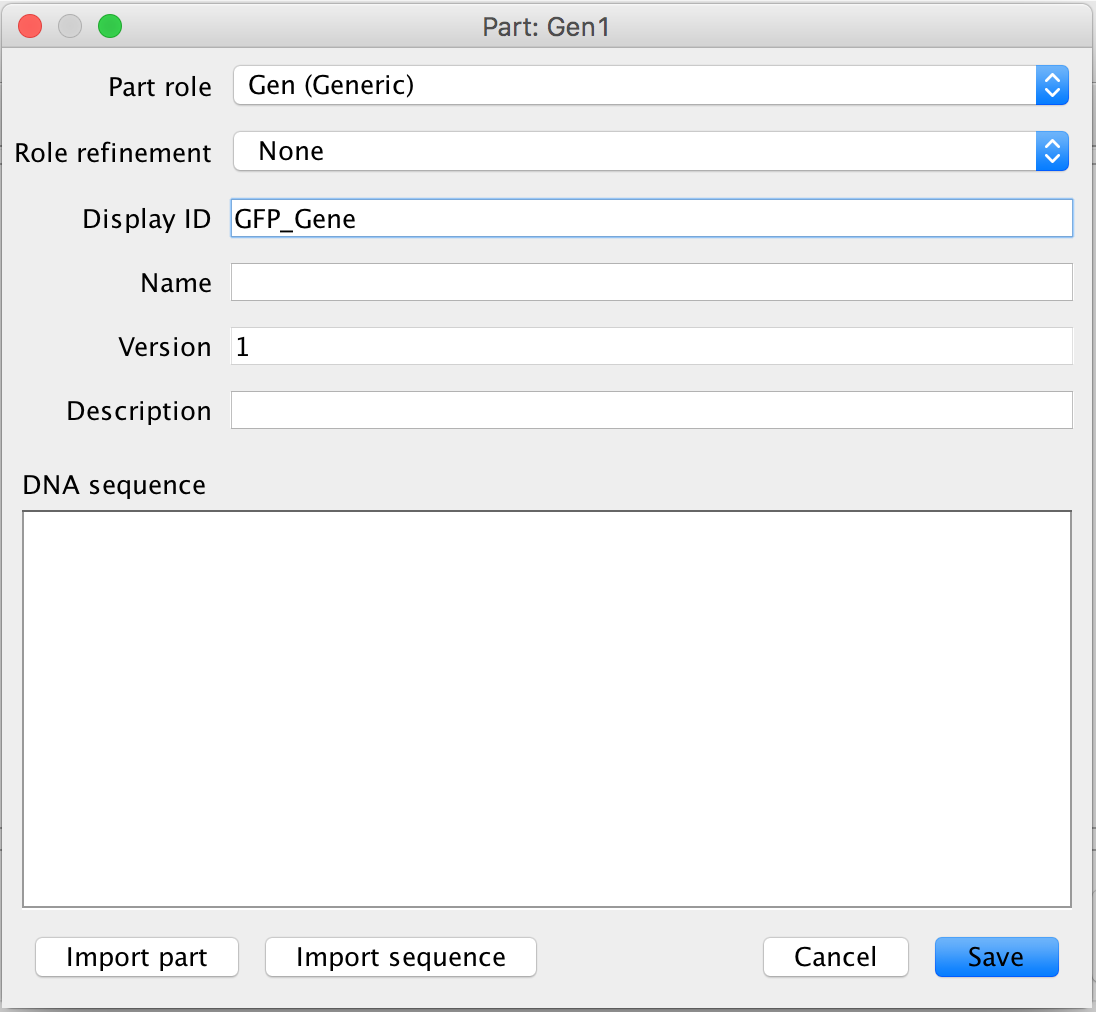 Part: Gen1
Part role Gen (Generic)
Role refinement None
Display ID GFP_Gene
Name
Version 1
Description
DNA sequence
Import part Import sequence Cancel Save